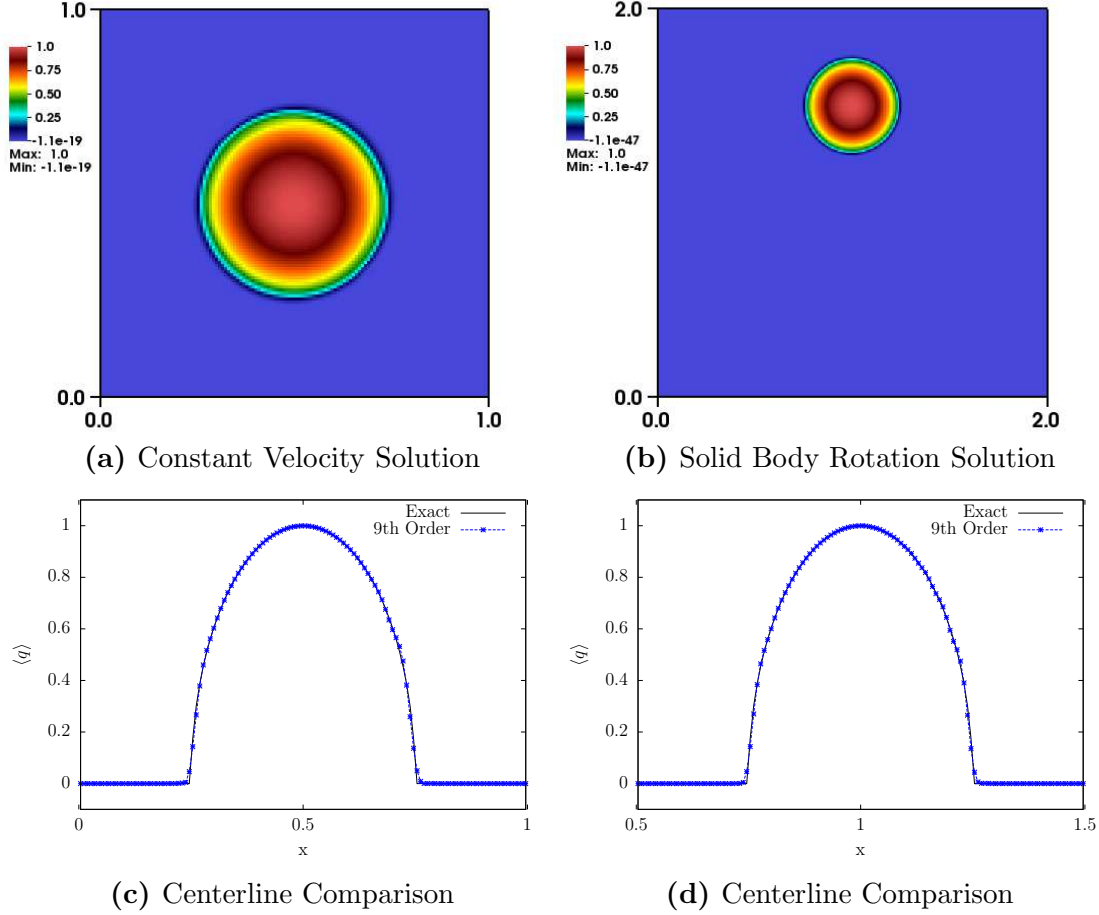 1.0
1.0
0.75
0.50
0.25
-1.1e-19
Max: 1.0
Min: -1.1e-19
0.0
0.0
1.0
(a) Constant Velocity Solution
2.0
1.0
0.75
0.50
0.25
-1.1e-47
Max: 1.0
Min: -1.1e-47
0.0
0.0
2.0
(b) Solid Body Rotation Solution
Exact
9th Order
1
0.8
0.6
0.4
0.2
0
⟨q⟩
0
0.5
1
x
(c) Centerline Comparison
Exact
9th Order
1
0.8
0.6
0.4
0.2
0
⟨q⟩
0.5
1
1.5
x
(d) Centerline Comparison